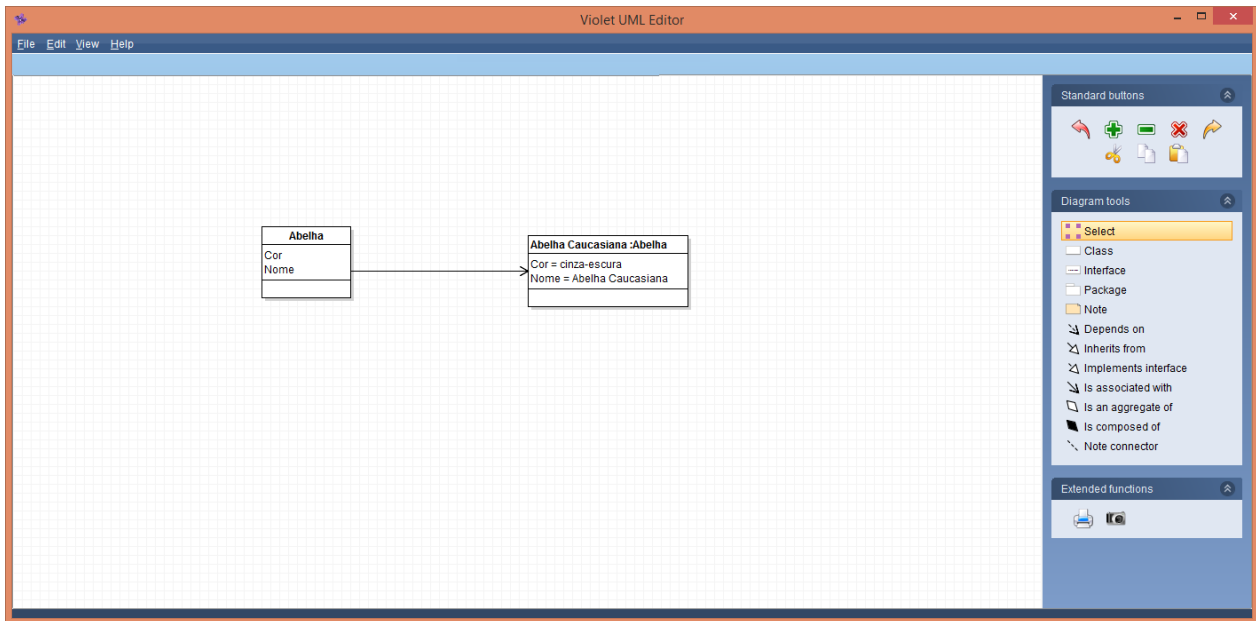 Violet UML Editor
File Edit View Help
Abelha
Cor
Nome
Abelha Caucasiana :Abelha
Cor = cinza-escura
Nome = Abelha Caucasiana
Standard buttons
Diagram tools
Select
Class
Interface
Package
Note
Depends on
Inherits from
Implements interface
Is associated with
Is an aggregate of
Is composed of
Note connector
Extended functions